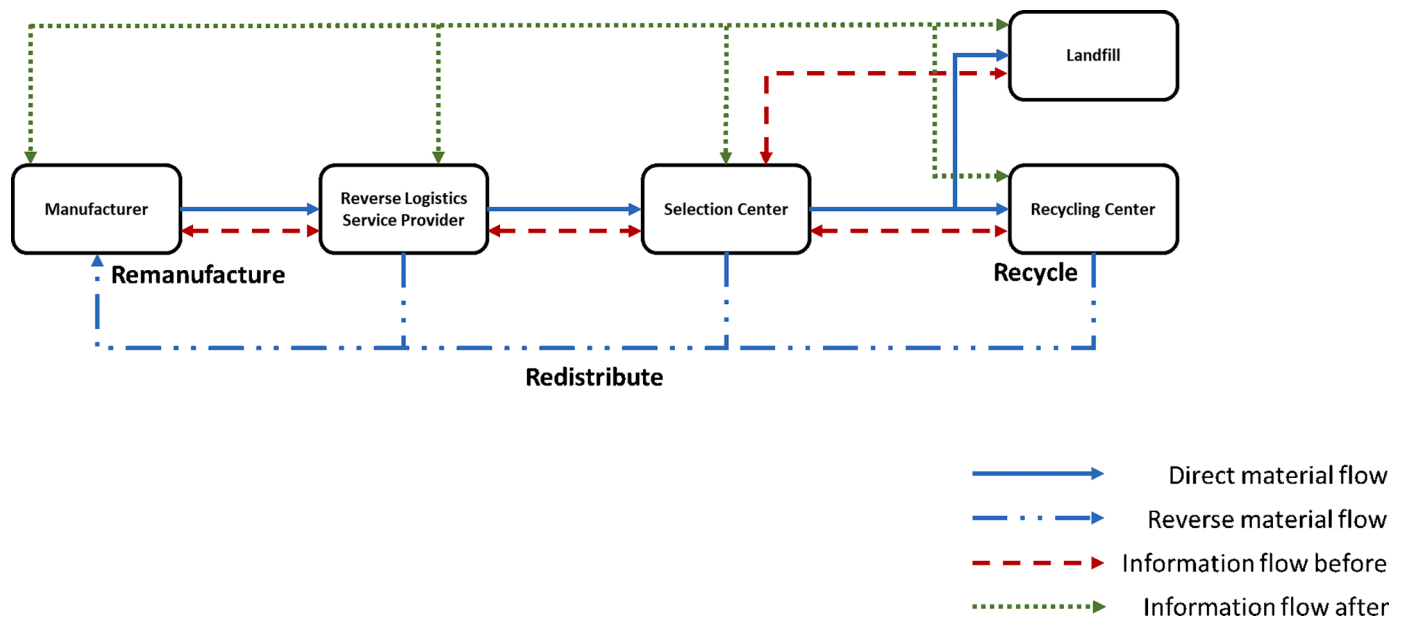 Landfill
Manufacturer
Reverse Logistics
Service Provider
Selection Center
Recycling Center
Remanufacture
Recycle
Redistribute
Direct material flow
Reverse material flow
Information flow before
Information flow after